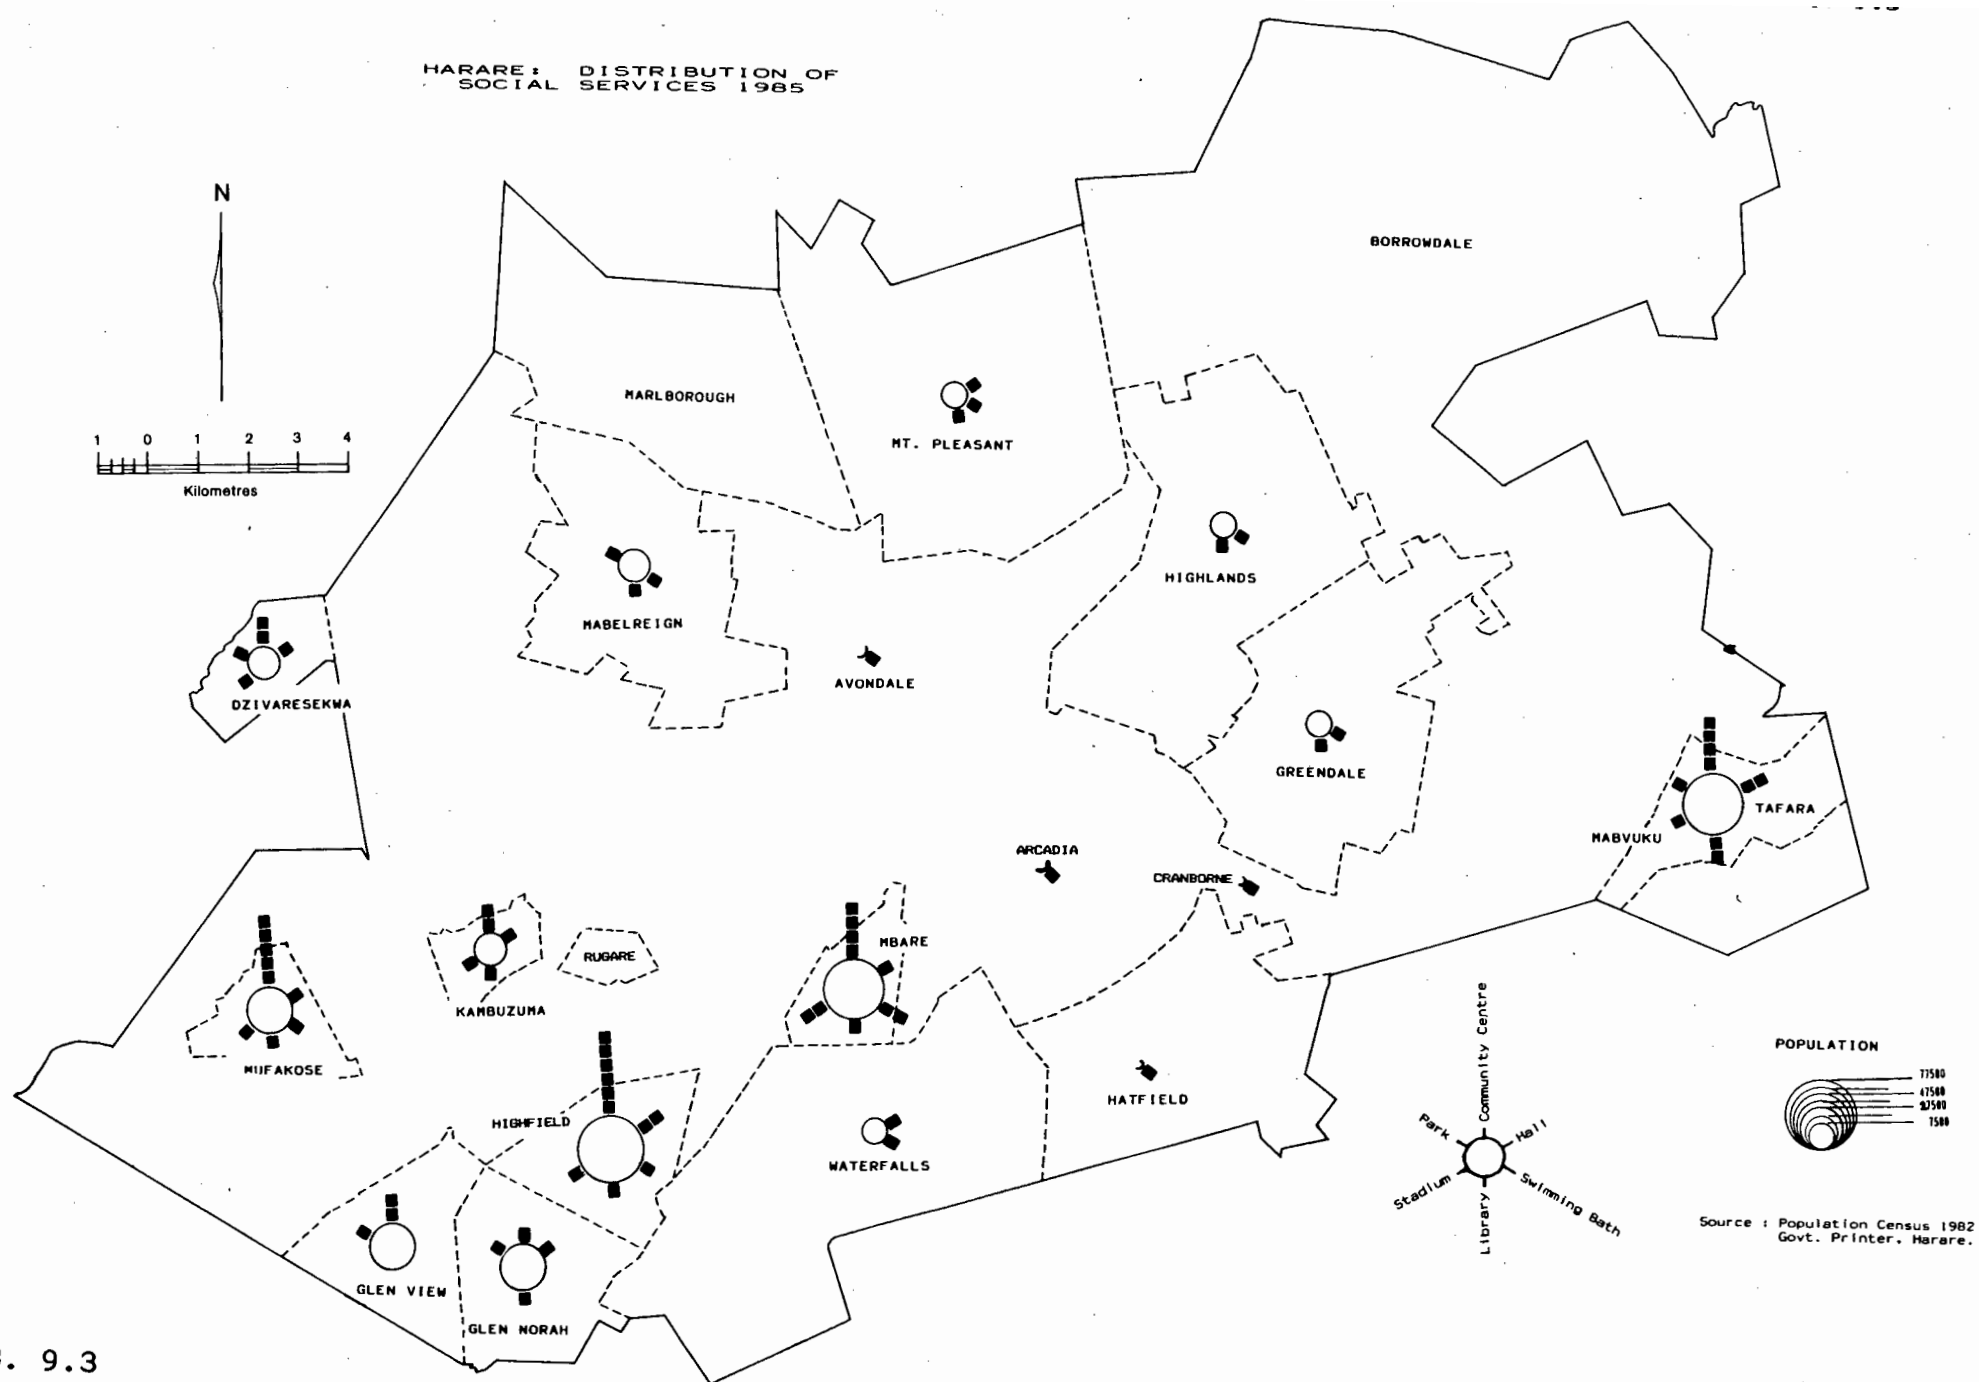 HARARE: DISTRIBUTION OF
SOCIAL SERVICES 1985
N
BORROWDALE
MARLBOROUGH
MT. PLEASANT
1 0 1 2 3 4
Kilometres
HIGHLANDS
MABELREIGN
AVONDALE
DZIVARESEKWA
GREENDALE
TAFARA
MABVUKU
ARCADIA
CRANBORNE
MBARE
RUGARE
KAMBUZUMA
MUFAKOSE
HIGHFIELD
HATFIELD
WATERFALLS
GLEN VIEW
GLEN NORAH
Community Centre
Park
Hall
Stadium
Library
Swimming Bath
POPULATION
77500
47500
27500
7500
Source : Population Census 1982
Govt. Printer, Harare.
. 9.3